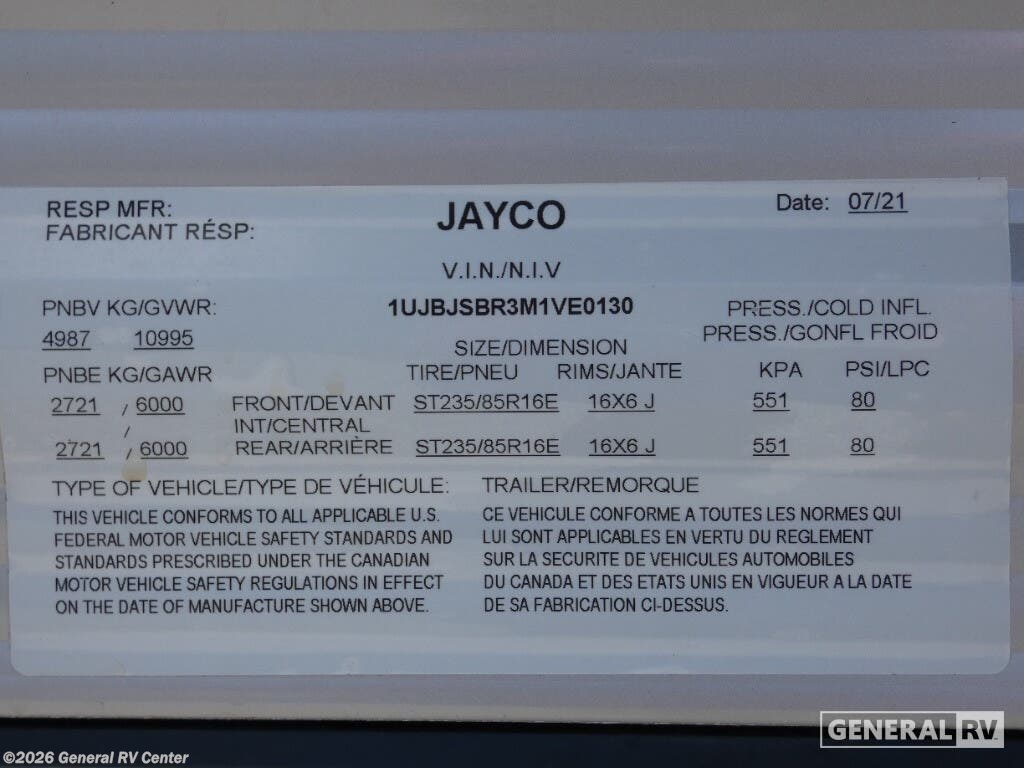 GENERAL RV
RESP MFR: JAYCO Date: 07/21
FABRICANT RÉSP:
V.I.N./N.I.V
PNBV KG/GVWR: 1UJBJSBR3M1VE0130 PRESS./COLD INFL.
4987 10995 SIZE/DIMENSION PRESS./GONFL FROID
PNBE KG/GAWR TIRE/PNEU RIMS/JANTE KPA PSI/LPC
2721 / 6000 FRONT/DEVANT ST235/85R16E 16X6 J 551 80
/ INT/CENTRAL
2721 / 6000 REAR/ARRIÈRE ST235/85R16E 16X6 J 551 80
TYPE OF VEHICLE/TYPE DE VÉHICULE: TRAILER/REMORQUE
THIS VEHICLE CONFORMS TO ALL APPLICABLE U.S.
FEDERAL MOTOR VEHICLE SAFETY STANDARDS AND
STANDARDS PRESCRIBED UNDER THE CANADIAN
MOTOR VEHICLE SAFETY REGULATIONS IN EFFECT
ON THE DATE OF MANUFACTURE SHOWN ABOVE.
CE VEHICULE CONFORME A TOUTES LES NORMES QUI
LUI SONT APPLICABLES EN VERTU DU REGLEMENT
SUR LA SECURITE DE VEHICULES AUTOMOBILES
DU CANADA ET DES ETATS UNIS EN VIGUEUR A LA DATE
DE SA FABRICATION CI-DESSUS.
GENERAL RV
©2026 General RV Center